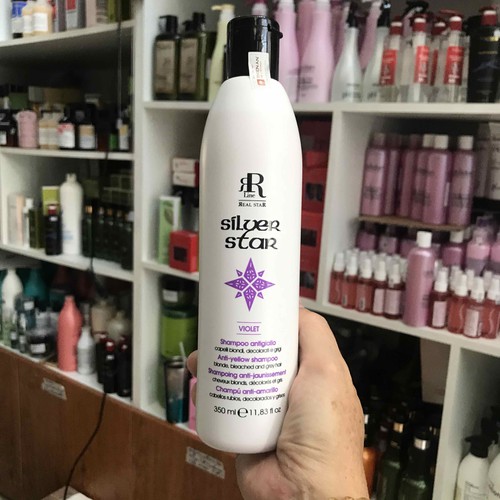 RR
Line
REAL STAR
silver
star
VIOLET
Shampoo antigiallo
capelli biondi, decolorati e grigi
Anti-yellow shampoo
blonde, bleached and grey hair
Shampooing anti-jaunissement
cheveux blonds, décolorés et gris
Champú anti-amarillo
cabellos rubios, decolorados y grises
350 ml e 11,83 fl oz